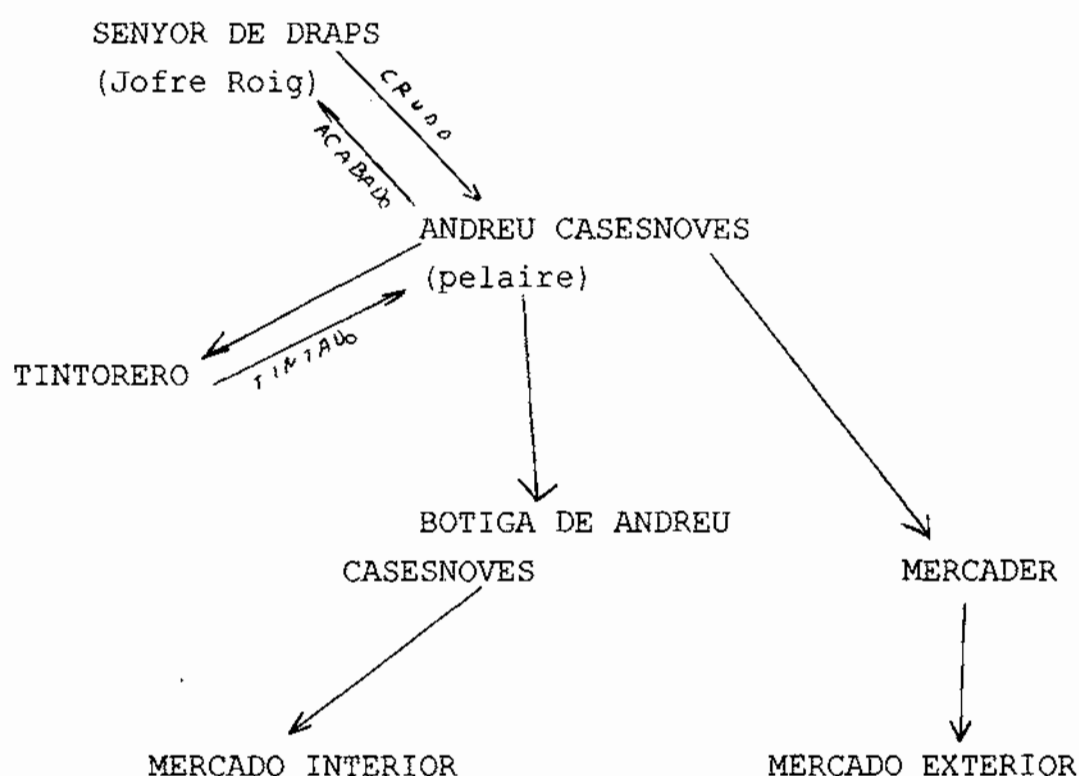 SENYOR DE DRAPS
(Jofre Roig)
CRUDO
ACABADO
ANDREU CASESNOVES
(pelaire)
TINTORERO
TINTADO
BOTIGA DE ANDREU
CASESNOVES
MERCADER
MERCADO INTERIOR
MERCADO EXTERIOR